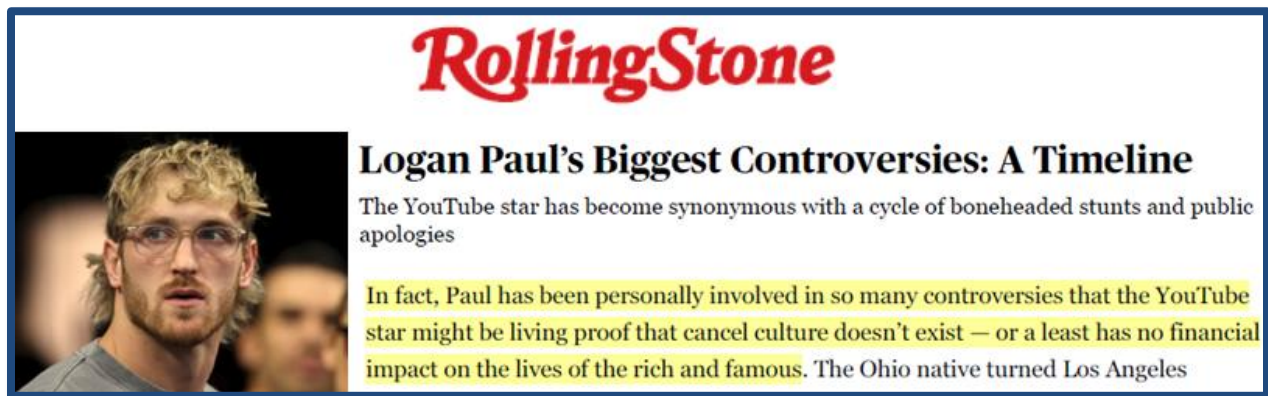 RollingStone
Logan Paul's Biggest Controversies: A Timeline
The YouTube star has become synonymous with a cycle of boneheaded stunts and public
apologies
In fact, Paul has been personally involved in so many controversies that the YouTube
star might be living proof that cancel culture doesn't exist — or a least has no financial
impact on the lives of the rich and famous. The Ohio native turned Los Angeles